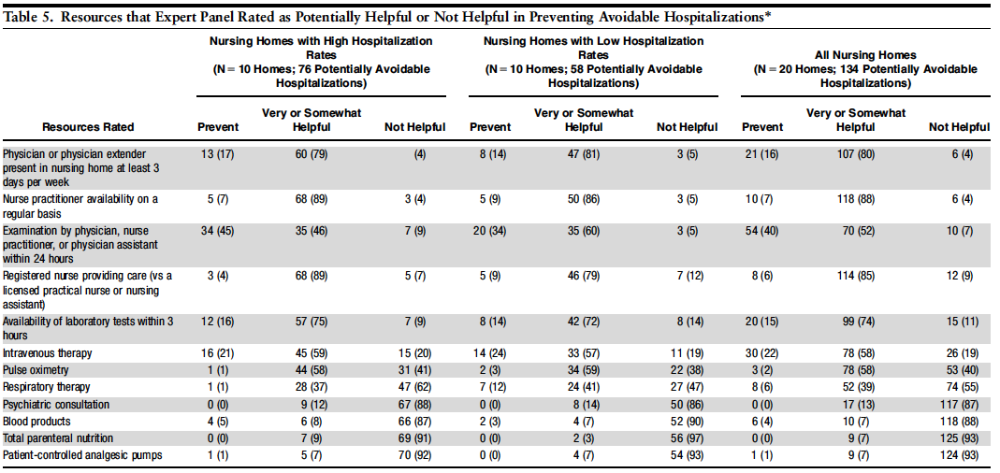 Table 5. Resources that Expert Panel Rated as Potentially Helpful or Not Helpful in Preventing Avoidable Hospitalizations*
Nursing Homes with High Hospitalization Rates (N = 10 Homes; 76 Potentially Avoidable Hospitalizations) Nursing Homes with Low Hospitalization Rates (N = 10 Homes; 58 Potentially Avoidable Hospitalizations) All Nursing Homes (N = 20 Homes; 134 Potentially Avoidable Hospitalizations)
Resources Rated Prevent Very or Somewhat Helpful Not Helpful Prevent Very or Somewhat Helpful Not Helpful Prevent Very or Somewhat Helpful Not Helpful
Physician or physician extender present in nursing home at least 3 days per week 13 (17) 60 (79) (4) 8 (14) 47 (81) 3 (5) 21 (16) 107 (80) 6 (4)
Nurse practitioner availability on a regular basis 5 (7) 68 (89) 3 (4) 5 (9) 50 (86) 3 (5) 10 (7) 118 (88) 6 (4)
Examination by physician, nurse practitioner, or physician assistant within 24 hours 34 (45) 35 (46) 7 (9) 20 (34) 35 (60) 3 (5) 54 (40) 70 (52) 10 (7)
Registered nurse providing care (vs a licensed practical nurse or nursing assistant) 3 (4) 68 (89) 5 (7) 5 (9) 46 (79) 7 (12) 8 (6) 114 (85) 12 (9)
Availability of laboratory tests within 3 hours 12 (16) 57 (75) 7 (9) 8 (14) 42 (72) 8 (14) 20 (15) 99 (74) 15 (11)
Intravenous therapy 16 (21) 45 (59) 15 (20) 14 (24) 33 (57) 11 (19) 30 (22) 78 (58) 26 (19)
Pulse oximetry 1 (1) 44 (58) 31 (41) 2 (3) 34 (59) 22 (38) 3 (2) 78 (58) 53 (40)
Respiratory therapy 1 (1) 28 (37) 47 (62) 7 (12) 24 (41) 27 (47) 8 (6) 52 (39) 74 (55)
Psychiatric consultation 0 (0) 9 (12) 67 (88) 0 (0) 8 (14) 50 (86) 0 (0) 17 (13) 117 (87)
Blood products 4 (5) 6 (8) 66 (87) 2 (3) 4 (7) 52 (90) 6 (4) 10 (7) 118 (88)
Total parenteral nutrition 0 (0) 7 (9) 69 (91) 0 (0) 2 (3) 56 (97) 0 (0) 9 (7) 125 (93)
Patient-controlled analgesic pumps 1 (1) 5 (7) 70 (92) 0 (0) 4 (7) 54 (93) 1 (1) 9 (7) 124 (93)